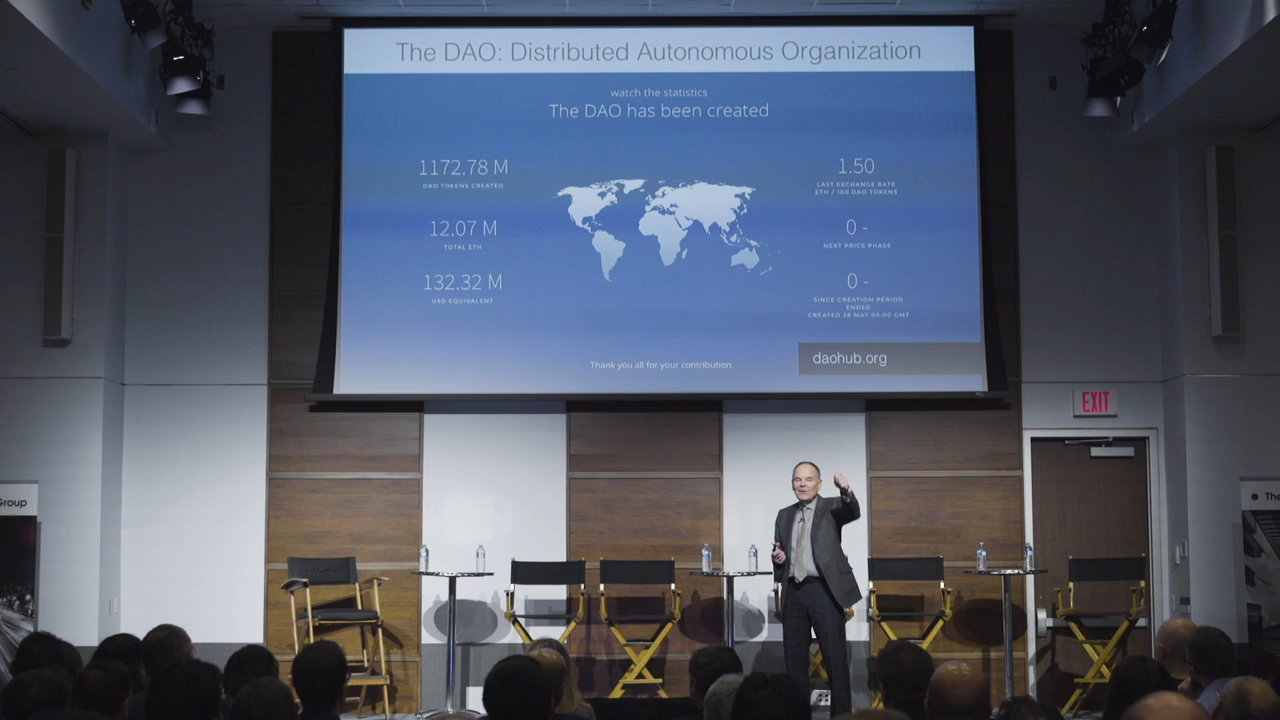 The DAO: Distributed Autonomous Organization
watch the statistics
The DAO has been created
1172.78 M
DAO TOKENS CREATED
12.07 M
TOTAL ETH
132.32 M
USD EQUIVALENT
1.50
LAST EXCHANGE RATE
ETH / 100 DAO TOKENS
0 -
NEXT PRICE PHASE
0 -
SINCE CREATION PERIOD
ENDED
CREATED 28 MAY 09:00 GMT
Thank you all for your contribution
daohub.org
EXIT
Group
The